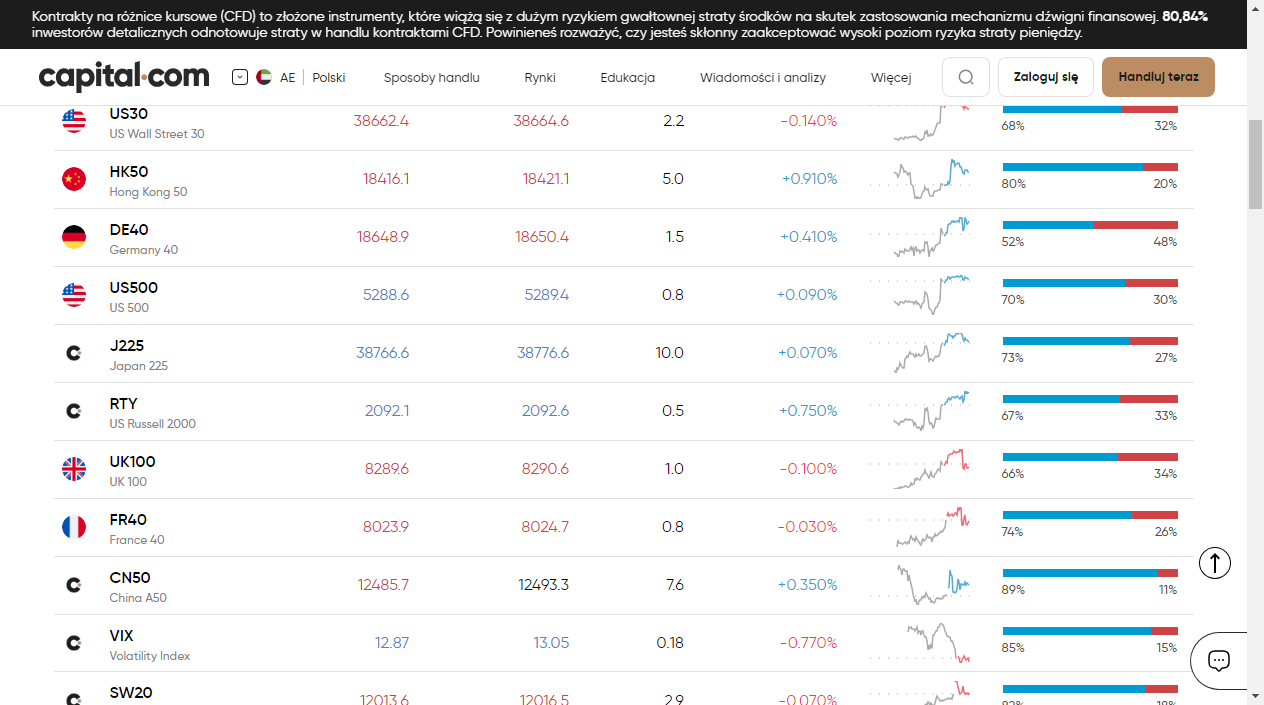 Kontrakty na różnice kursowe (CFD) to złożone instrumenty, które wiążą się z dużym ryzykiem gwałtownej straty środków na skutek zastosowania mechanizmu dźwigni finansowej. 80,84%
inwestorów detalicznych odnotowuje straty w handlu kontraktami CFD. Powinieneś rozważyć, czy jesteś skłonny zaakceptować wysoki poziom ryzyka straty pieniędzy.
capital.com AE Polski Sposoby handlu Rynki Edukacja Wiadomości i analizy Więcej Zaloguj się Handluj teraz
US30 38662.4 38664.6 2.2 -0.140%
US Wall Street 30 68% 32%
HK50 18416.1 18421.1 5.0 +0.910%
Hong Kong 50 80% 20%
DE40 18648.9 18650.4 1.5 +0.410%
Germany 40 52% 48%
US500 5288.6 5289.4 0.8 +0.090%
US 500 70% 30%
J225 38766.6 38776.6 10.0 +0.070%
Japan 225 73% 27%
RTY 2092.1 2092.6 0.5 +0.750%
US Russell 2000 67% 33%
UK100 8289.6 8290.6 1.0 -0.100%
UK 100 66% 34%
FR40 8023.9 8024.7 0.8 -0.030%
France 40 74% 26%
CN50 12485.7 12493.3 7.6 +0.350%
China A50 89% 11%
VIX 12.87 13.05 0.18 -0.770%
Volatility Index 85% 15%
SW20 12013.6 12016.5 2.9 -0.070%